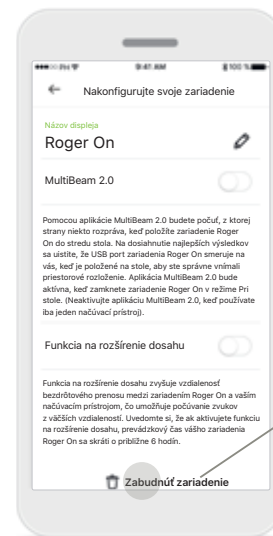 9:41 AM
100 %
Nakonfigurujte svoje zariadenie
Názov displeja
Roger On
MultiBeam 2.0
Pomocou aplikácie MultiBeam 2.0 budete počuť, z ktorej
strany niekto rozpráva, keď položíte zariadenie Roger
On do stredu stola. Na dosiahnutie najlepších výsledkov
sa uistite, že USB port zariadenia Roger On smeruje na
vás, keď je položené na stole, aby ste správne vnímali
priestorové rozloženie. Aplikácia MultiBeam 2.0 bude
aktívna, keď zamknete zariadenie Roger On v režime Pri
stole. (Neaktivujte aplikáciu MultiBeam 2.0, keď používate
iba jeden načúvací prístroj).
Funkcia na rozšírenie dosahu
Funkcia na rozšírenie dosahu zvyšuje vzdialenosť
bezdrôtového prenosu medzi zariadením Roger On a vaším
načúvacím prístrojom, čo umožňuje počúvanie zvukov
z väčších vzdialeností. Uvedomte si, že ak aktivujete funkciu
na rozšírenie dosahu, prevádzkový čas vášho zariadenia
Roger On sa skráti o približne 6 hodín.
Zabudnúť zariadenie